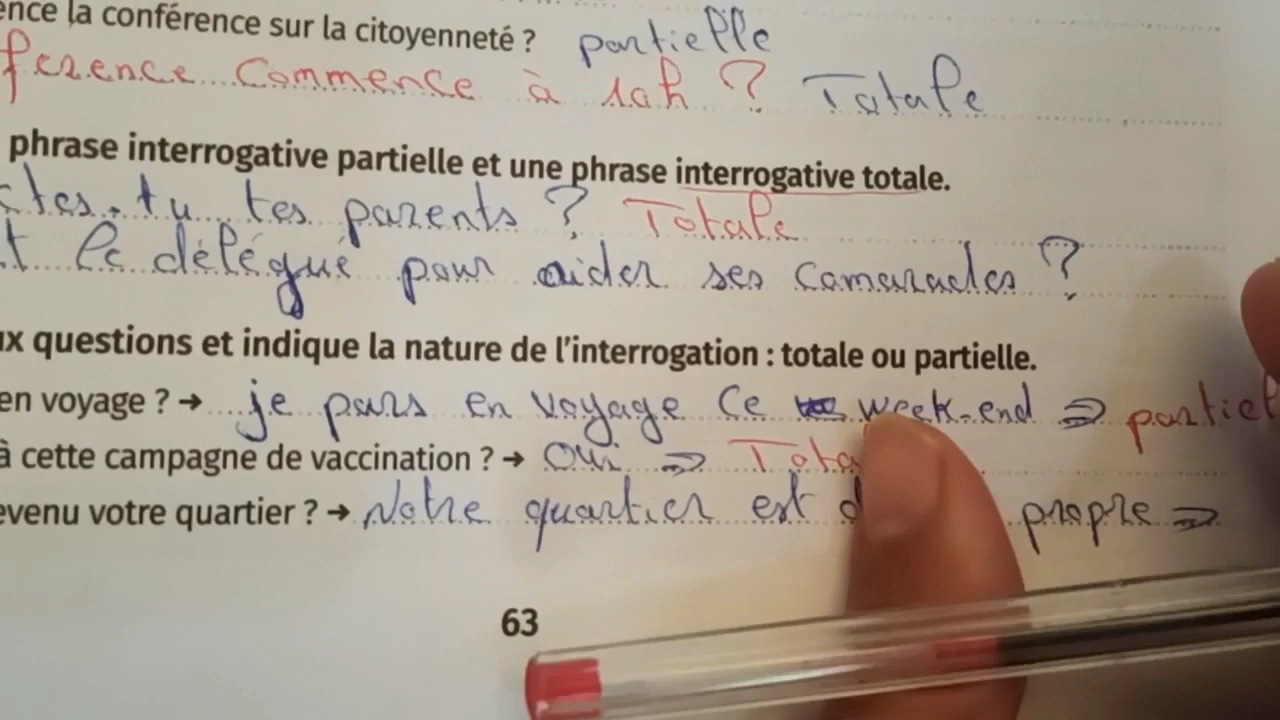 la conférence sur la citoyenneté ? partielle
ference Commence à 10h ? Totale
phrase interrogative partielle et une phrase interrogative totale.
tes-tu tes parents ? Totale
t le délégué pour aider ses camarades ?
x questions et indique la nature de l'interrogation : totale ou partielle.
en voyage ? → je pars en voyage ce week-end ⇒ partiel
à cette campagne de vaccination ? → Oui ⇒ Tota
evenu votre quartier ? → Notre quartier est d propre ⇒
63